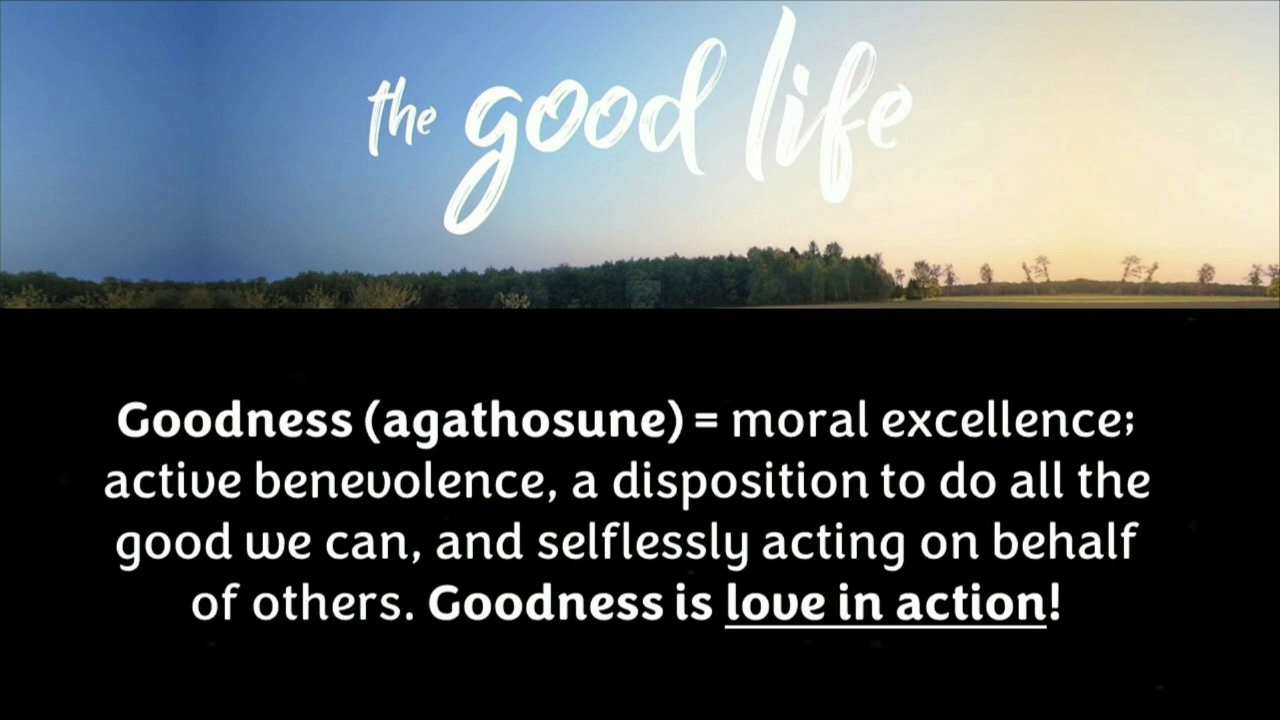 the good life
Goodness (agathosune) = moral excellence;
active benevolence, a disposition to do all the
good we can, and selflessly acting on behalf
of others. Goodness is love in action!